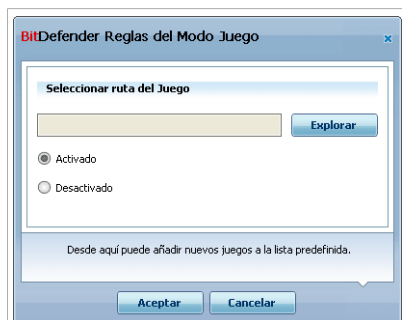 BitDefender Reglas del Modo Juego
x
Seleccionar ruta del Juego
Explorar
Activado
Desactivado
Desde aquí puede añadir nuevos juegos a la lista predefinida.
Aceptar Cancelar